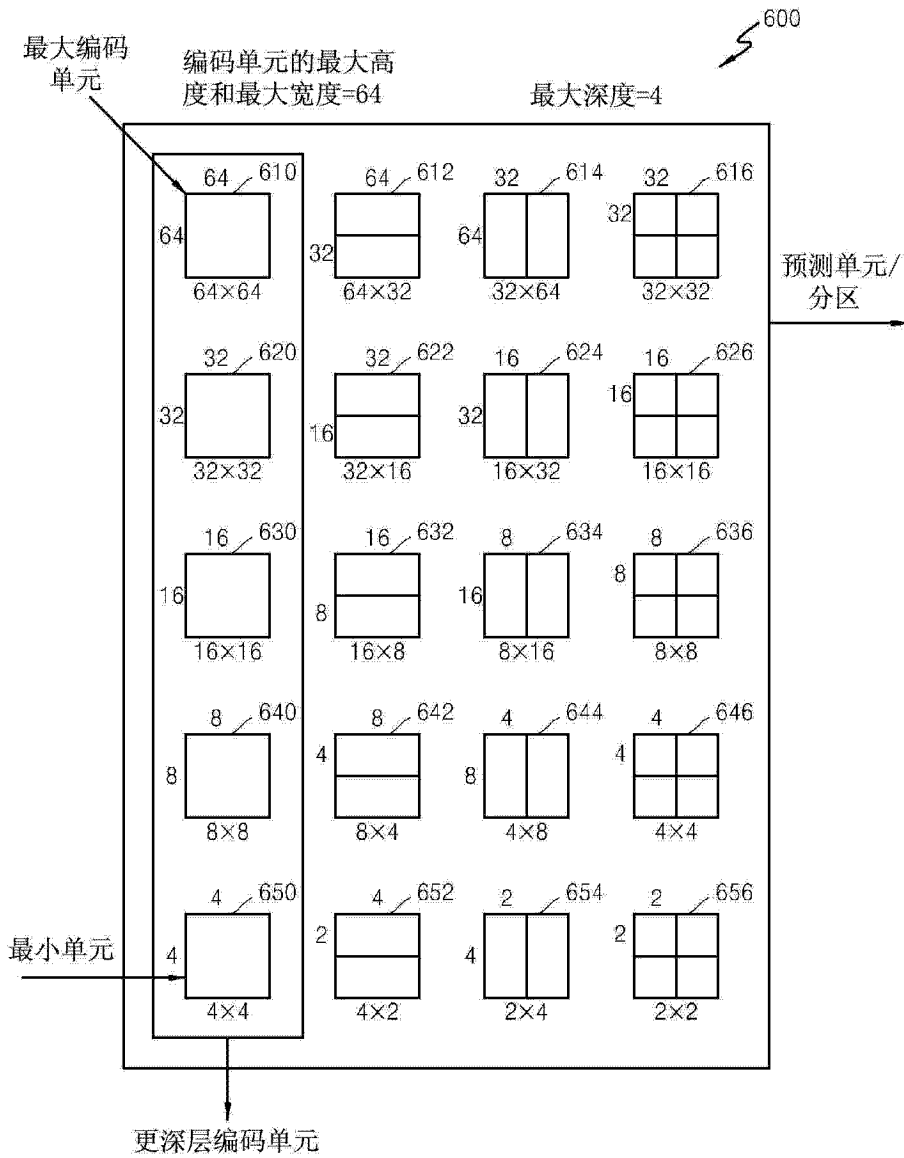 600
最大编码
单元
编码单元的最大高
度和最大宽度=64
最大深度=4
64 610 64 612 32 614 32 616
64 32 64 32
64×64 64×32 32×64 32×32
预测单元/
分区
32 620 32 622 16 624 16 626
32 16 32 16
32×32 32×16 16×32 16×16
16 630 16 632 8 634 8 636
16 8 16 8
16×16 16×8 8×16 8×8
8 640 8 642 4 644 4 646
8 4 8 4
8×8 8×4 4×8 4×4
4 650 4 652 2 654 2 656
最小单元
4 2 4 2
4×4 4×2 2×4 2×2
更深层编码单元